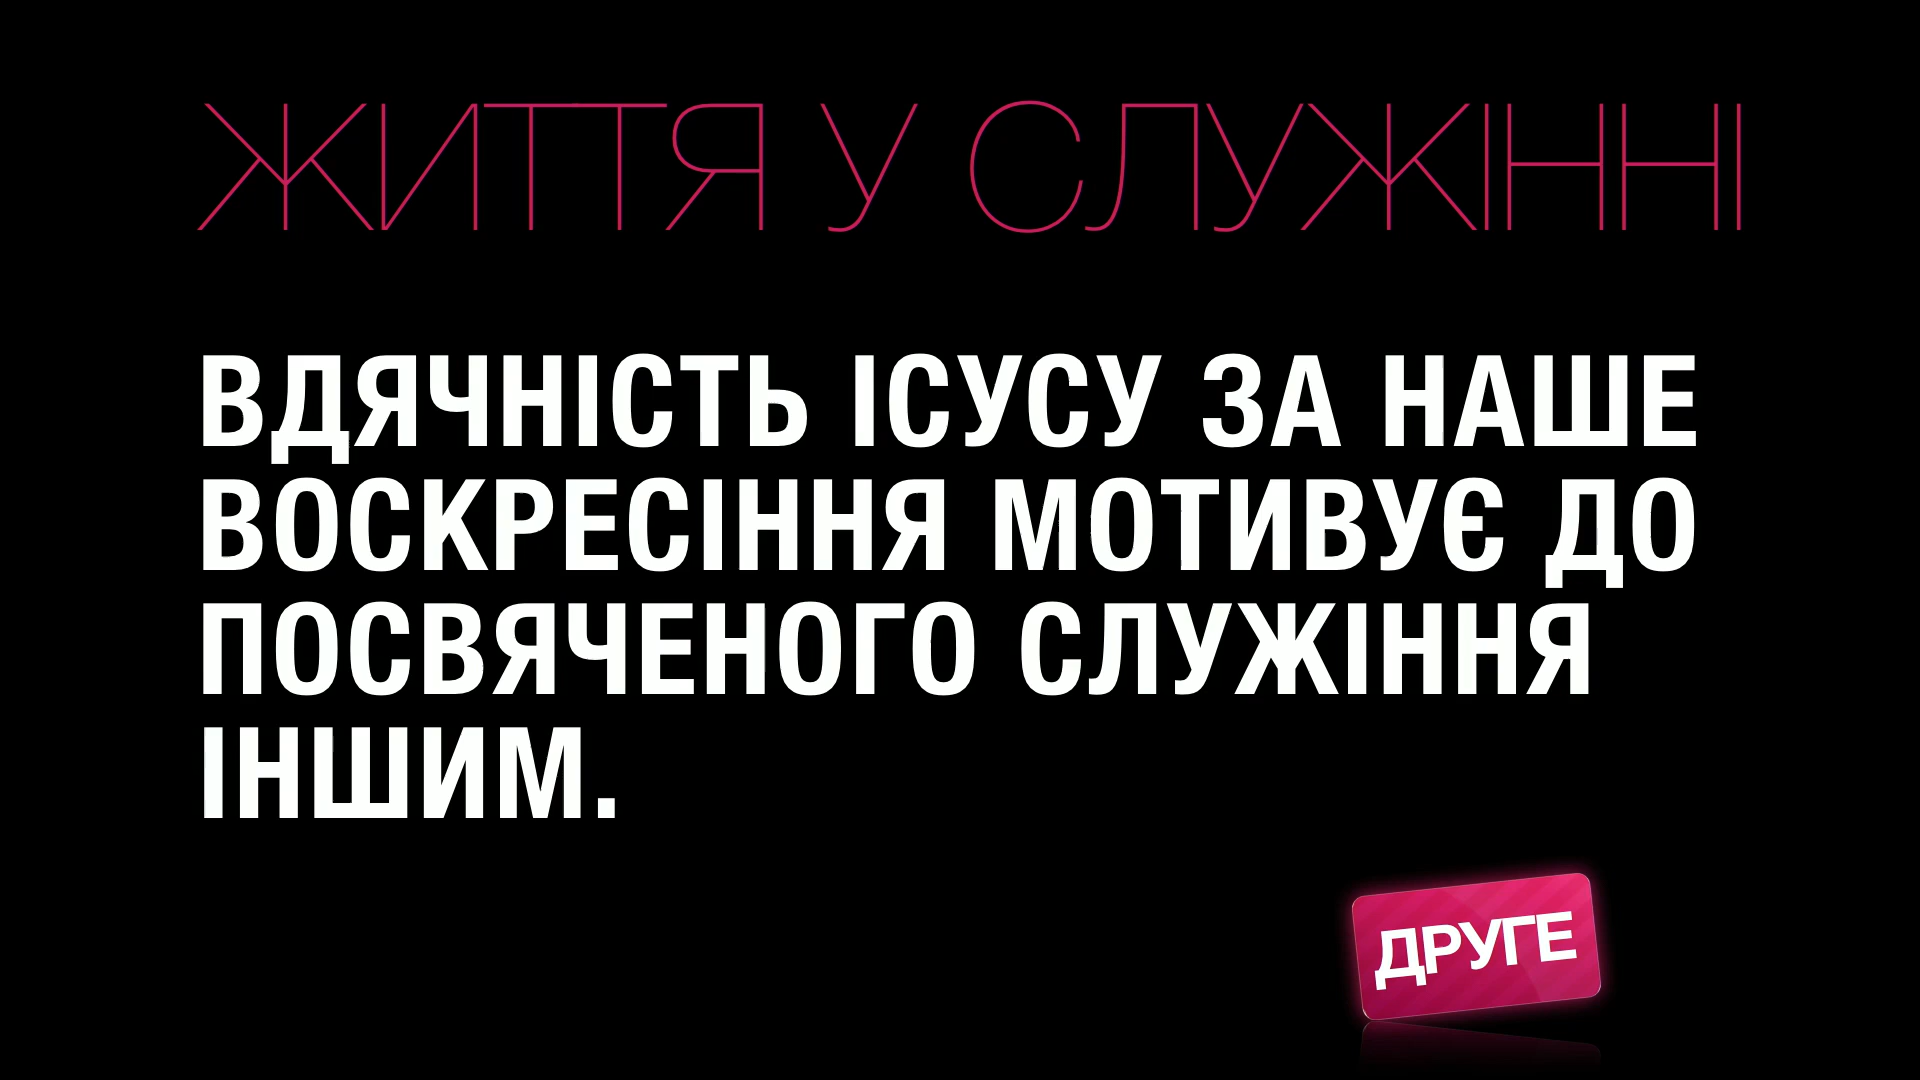 ЖИТТЯ У СЛУЖІННІ
ВДЯЧНІСТЬ ІСУСУ ЗА НАШЕ
ВОСКРЕСІННЯ МОТИВУЄ ДО
ПОСВЯЧЕНОГО СЛУЖІННЯ
ІНШИМ.
ДРУГЕ